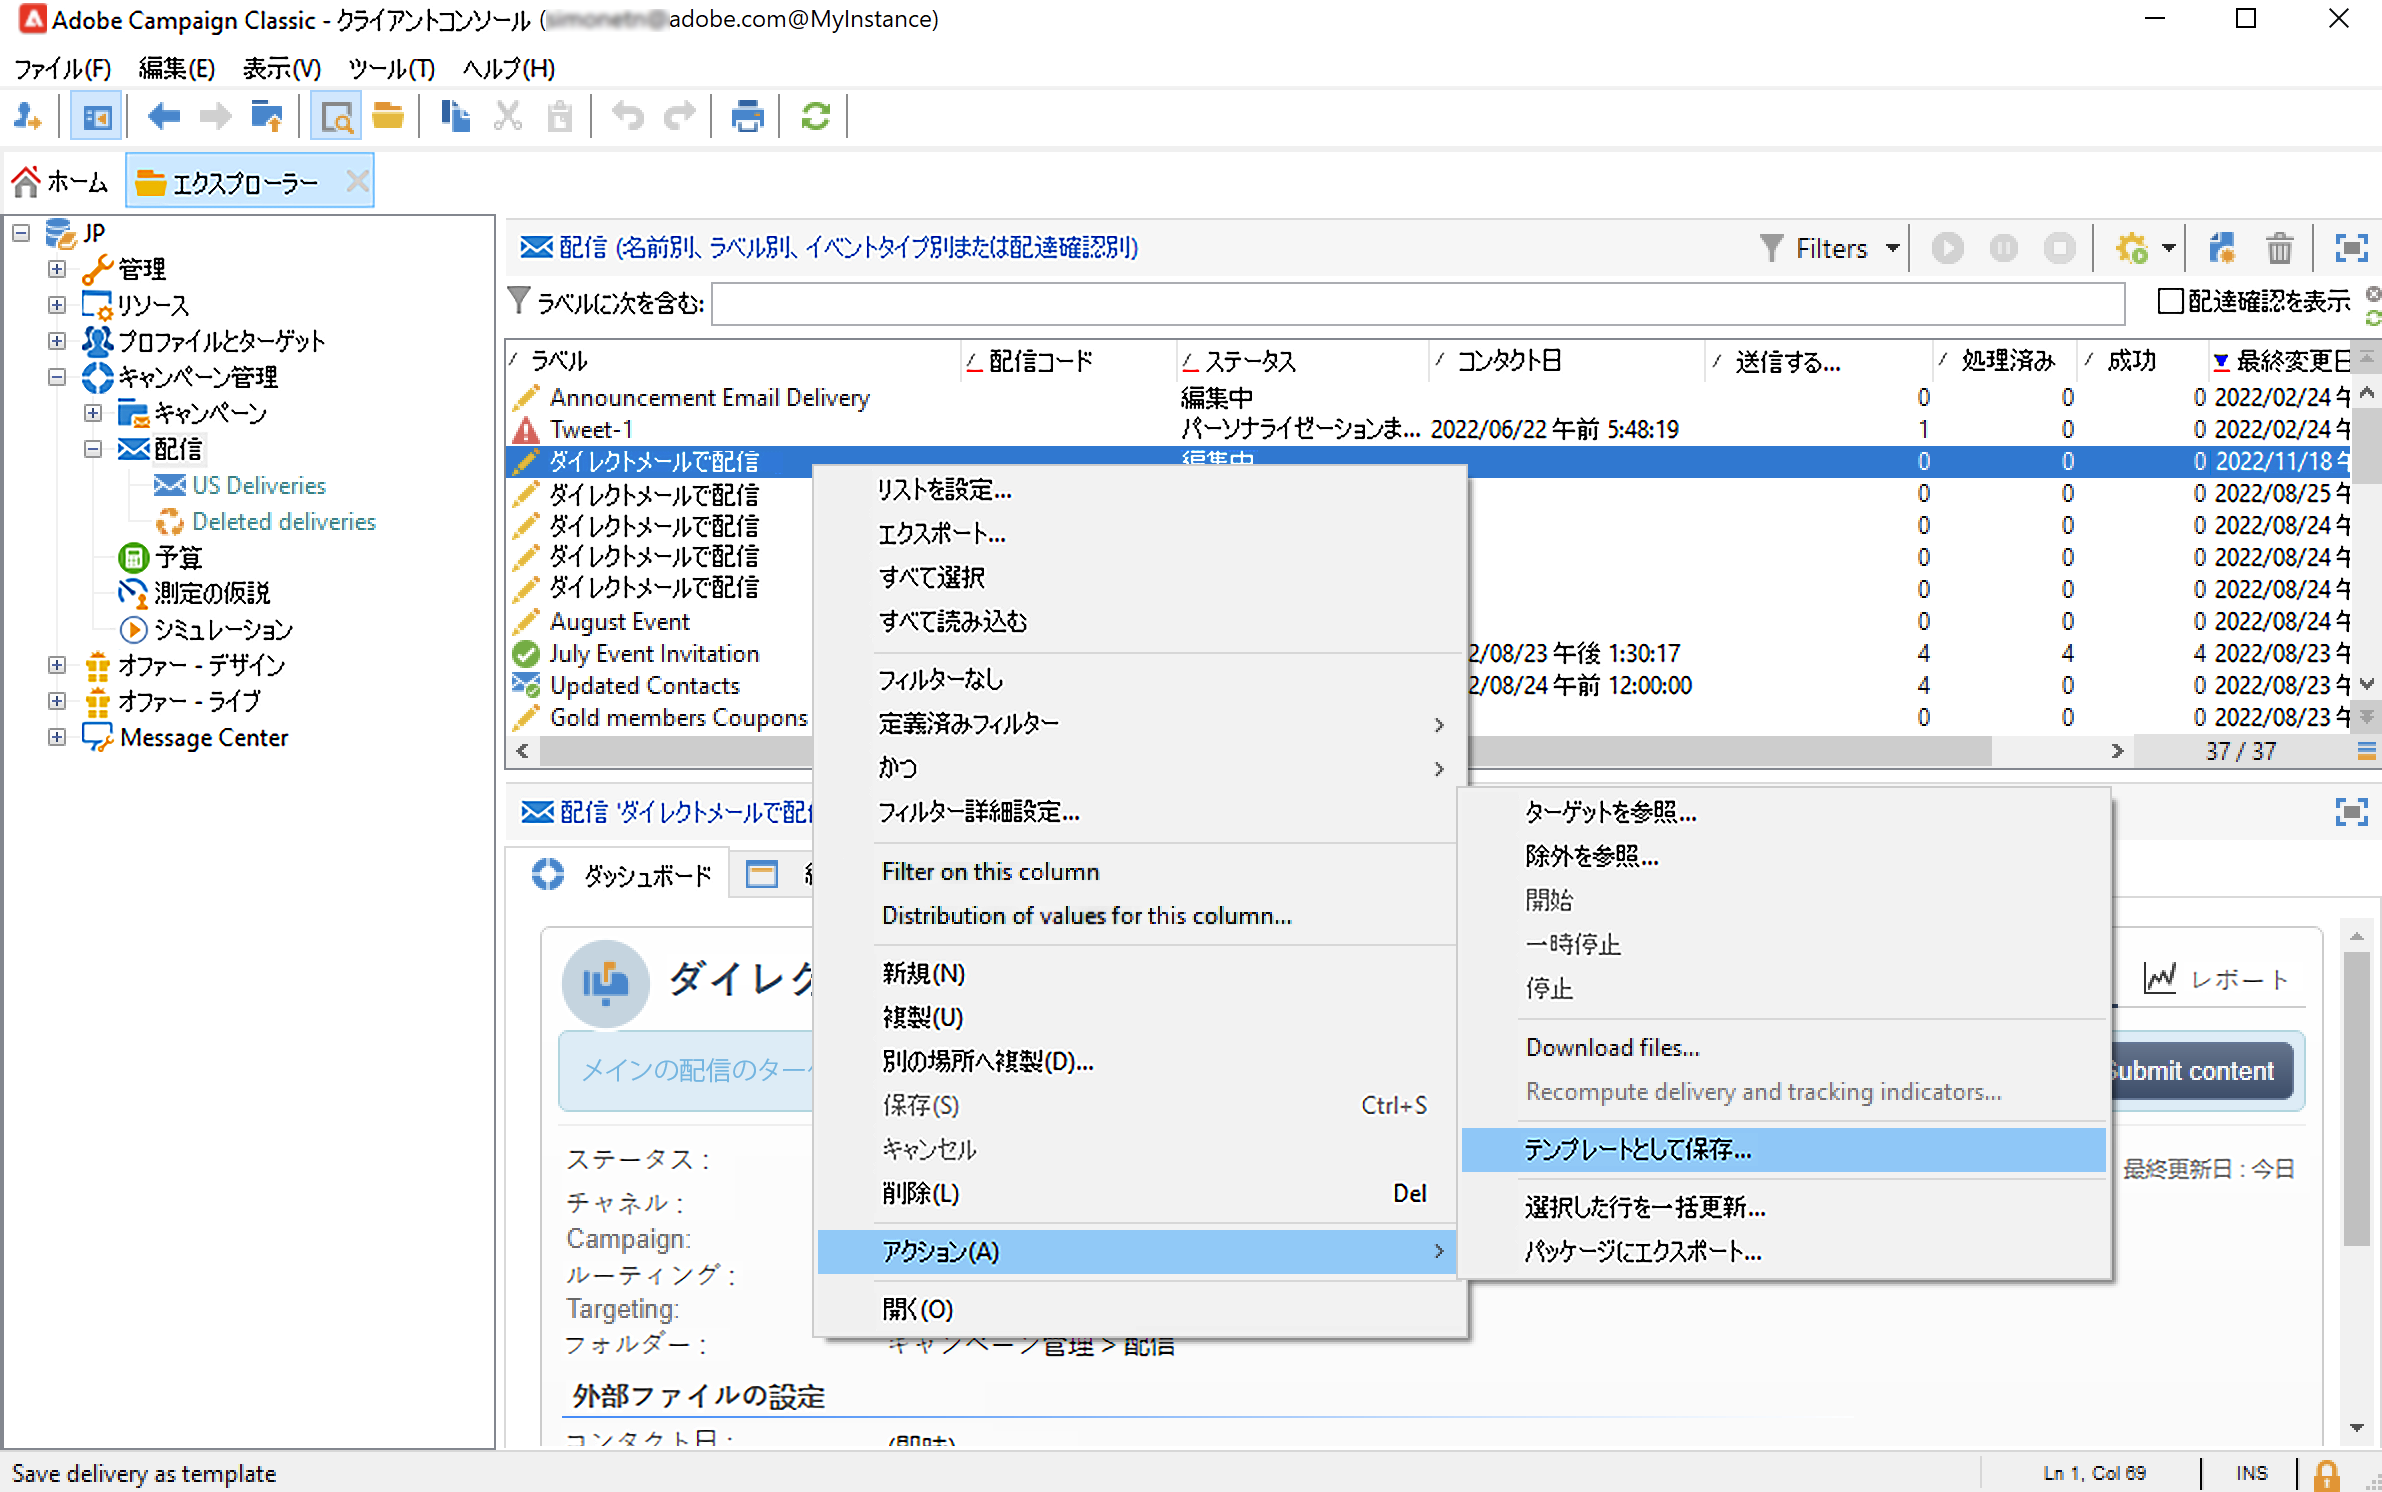 Adobe Campaign Classic - クライアントコンソール (adobe.com@MyInstance)
ファイル(F) 編集(E) 表示(V) ツール(T) ヘルプ(H)
ホーム エクスプローラー
JP
管理
リソース
プロファイルとターゲット
キャンペーン管理
キャンペーン
配信
US Deliveries
Deleted deliveries
予算
測定の仮説
シミュレーション
オファー - デザイン
オファー - ライブ
Message Center
配信 (名前別、ラベル別、イベントタイプ別または配達確認別) Filters
ラベルに次を含む: 配達確認を表示
ラベル 配信コード ステータス コンタクト日 送信する... 処理済み 成功 最終変更日
Announcement Email Delivery 編集中 0 0 0 2022/02/24 午
Tweet-1 パーソナライゼーションま... 2022/06/22 午前 5:48:19 1 0 0 2022/02/24 午
ダイレクトメールで配信 編集中 0 0 0 2022/11/18 午
ダイレクトメールで配信 0 0 0 2022/08/25 午
ダイレクトメールで配信 0 0 0 2022/08/24 午
ダイレクトメールで配信 0 0 0 2022/08/24 午
ダイレクトメールで配信 0 0 0 2022/08/24 午
August Event 0 0 0 2022/08/24 午
July Event Invitation 2/08/23 午後 1:30:17 4 4 4 2022/08/23 午
Updated Contacts 2/08/24 午前 12:00:00 4 0 0 2022/08/23 午
Gold members Coupons 0 0 0 2022/08/23 午
37 / 37
配信 'ダイレクトメールで配信
ダッシュボード
ダイレク
レポート
メインの配信のター
Submit content
最終更新日 : 今日
ステータス :
チャネル :
Campaign:
ルーティング :
Targeting:
フォルダー : キャンペーン管理 > 配信
外部ファイルの設定
コンタクト日 : (即時)
リストを設定...
エクスポート...
すべて選択
すべて読み込む
フィルターなし
定義済みフィルター
かつ
フィルター詳細設定...
Filter on this column
Distribution of values for this column...
新規(N)
複製(U)
別の場所へ複製(D)...
保存(S) Ctrl+S
キャンセル
削除(L) Del
アクション(A)
開く(O)
ターゲットを参照...
除外を参照...
開始
一時停止
停止
Download files...
Recompute delivery and tracking indicators...
テンプレートとして保存...
選択した行を一括更新...
パッケージにエクスポート...
Save delivery as template Ln 1, Col 69 INS